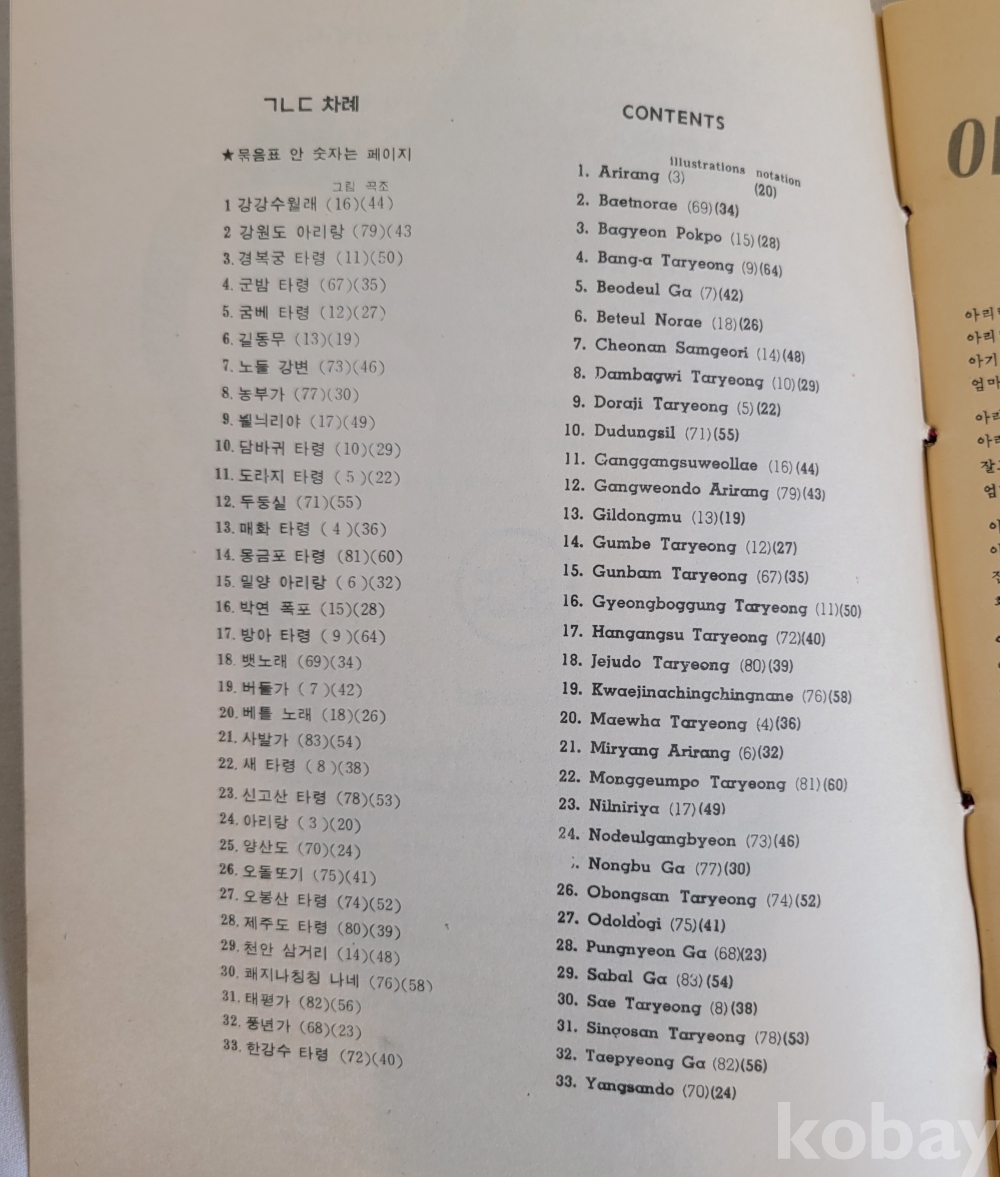 ㄱㄴㄷ 차례
★묶음표 안 숫자는 페이지
그림 곡조
1 강강수월래 (16)(44)
2 강원도 아리랑 (79)(43
3. 경복궁 타령 (11)(50)
4. 군밤 타령 (67)(35)
5. 굼베 타령 (12)(27)
6. 길동무 (13)(19)
7. 노들 강변 (73)(46)
8. 농부가 (77)(30)
9. 닐늬리야 (17)(49)
10. 담바귀 타령 (10)(29)
11. 도라지 타령 ( 5 )(22)
12. 두둥실 (71)(55)
13. 매화 타령 ( 4 )(36)
14. 몽금포 타령 (81)(60)
15. 밀양 아리랑 ( 6 )(32)
16. 박연 폭포 (15)(28)
17. 방아 타령 ( 9 )(64)
18. 뱃노래 (69)(34)
19. 버들가 ( 7 )(42)
20. 베틀 노래 (18)(26)
21. 사발가 (83)(54)
22. 새 타령 ( 8 )(38)
23. 신고산 타령 (78)(53)
24. 아리랑 ( 3 )(20)
25. 양산도 (70)(24)
26. 오돌또기 (75)(41)
27. 오봉산 타령 (74)(52)
28. 제주도 타령 (80)(39)
29. 천안 삼거리 (14)(48)
30. 쾌지나칭칭 나네 (76)(58)
31. 태평가 (82)(56)
32. 풍년가 (68)(23)
33. 한강수 타령 (72)(40)
CONTENTS
illustrations notation
1. Arirang (3) (20)
2. Baetnorae (69)(34)
3. Bagyeon Pokpo (15)(28)
4. Bang-a Taryeong (9)(64)
5. Beodeul Ga (7)(42)
6. Beteul Norae (18)(26)
7. Cheonan Samgeori (14)(48)
8. Dambagwi Taryeong (10)(29)
9. Doraji Taryeong (5)(22)
10. Dudungsil (71)(55)
11. Ganggangsuweollae (16)(44)
12. Gangweondo Arirang (79)(43)
13. Gildongmu (13)(19)
14. Gumbe Taryeong (12)(27)
15. Gunbam Taryeong (67)(35)
16. Gyeongboggung Taryeong (11)(50)
17. Hangangsu Taryeong (72)(40)
18. Jejudo Taryeong (80)(39)
19. Kwaejinachingchingnane (76)(58)
20. Maewha Taryeong (4)(36)
21. Miryang Arirang (6)(32)
22. Monggeumpo Taryeong (81)(60)
23. Nilniriya (17)(49)
24. Nodeulgangbyeon (73)(46)
. Nongbu Ga (77)(30)
26. Obongsan Taryeong (74)(52)
27. Odoldogi (75)(41)
28. Pungnyeon Ga (68)(23)
29. Sabal Ga (83)(54)
30. Sae Taryeong (8)(38)
31. Singosan Taryeong (78)(53)
32. Taepyeong Ga (82)(56)
33. Yangsando (70)(24)
아리
아리
아기
엄마
아리
kobay